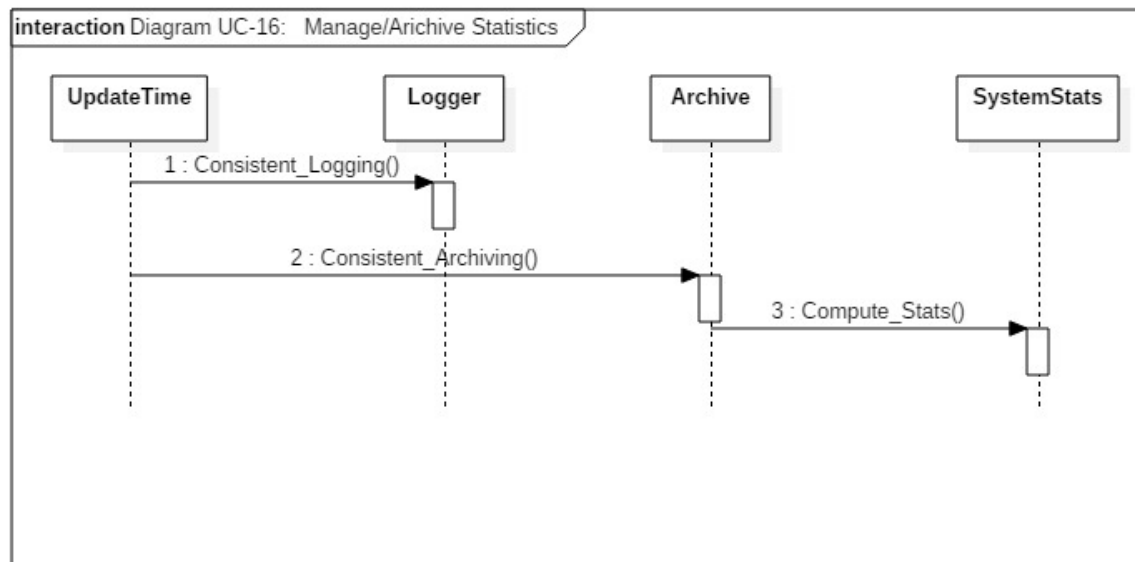 interaction Diagram UC-16: Manage/Arichive Statistics
UpdateTime
Logger
Archive
SystemStats
1 : Consistent_Logging()
2 : Consistent_Archiving()
3 : Compute_Stats()